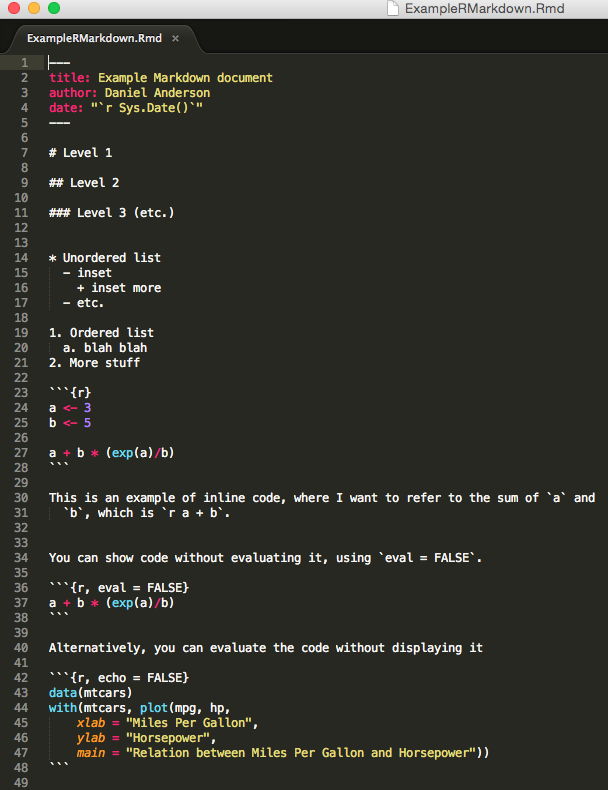 ExampleRMarkdown.Rmd
ExampleRMarkdown.Rmd ×
1 ---
2 title: Example Markdown document
3 author: Daniel Anderson
4 date: "`r Sys.Date()`"
5 ---
6
7 # Level 1
8
9 ## Level 2
10
11 ### Level 3 (etc.)
12
13
14 * Unordered list
15   - inset
16     + inset more
17   - etc.
18
19 1. Ordered list
20   a. blah blah
21 2. More stuff
22
23 ```{r}
24 a <- 3
25 b <- 5
26
27 a + b * (exp(a)/b)
28 ```
29
30 This is an example of inline code, where I want to refer to the sum of `a` and
31   `b`, which is `r a + b`.
32
33
34 You can show code without evaluating it, using `eval = FALSE`.
35
36 ```{r, eval = FALSE}
37 a + b * (exp(a)/b)
38 ```
39
40 Alternatively, you can evaluate the code without displaying it
41
42 ```{r, echo = FALSE}
43 data(mtcars)
44 with(mtcars, plot(mpg, hp,
45     xlab = "Miles Per Gallon",
46     ylab = "Horsepower",
47     main = "Relation between Miles Per Gallon and Horsepower"))
48 ```
49